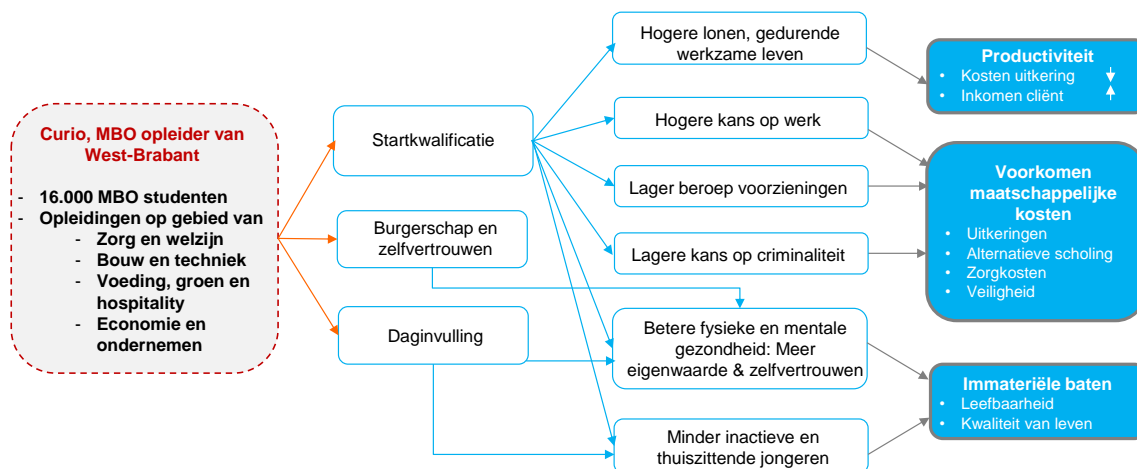 Curio, MBO opleider van
West-Brabant
- 16.000 MBO studenten
- Opleidingen op gebied van
- Zorg en welzijn
- Bouw en techniek
- Voeding, groen en
hospitality
- Economie en
ondernemen
Startkwalificatie
Burgerschap en
zelfvertrouwen
Daginvulling
Hogere lonen, gedurende
werkzame leven
Hogere kans op werk
Lager beroep voorzieningen
Lagere kans op criminaliteit
Betere fysieke en mentale
gezondheid: Meer
eigenwaarde & zelfvertrouwen
Minder inactieve en
thuiszittende jongeren
Productiviteit
• Kosten uitkering
• Inkomen cliënt
Voorkomen
maatschappelijke
kosten
• Uitkeringen
• Alternatieve scholing
• Zorgkosten
• Veiligheid
Immateriële baten
• Leefbaarheid
• Kwaliteit van leven